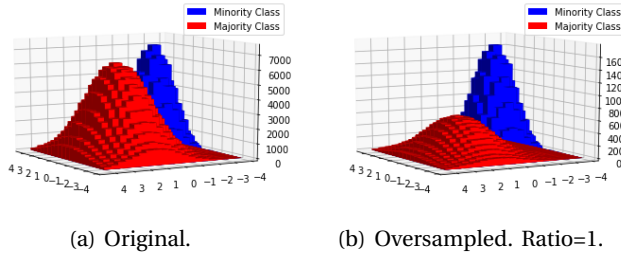 Minority Class
Majority Class
7000
6000
5000
4000
3000
2000
1000
0
4 3 2 1 0 −1 −2 −3 −4
4 3 2 1 0 −1 −2 −3 −4
(a) Original.
Minority Class
Majority Class
0
4 3 2 1 0 −1 −2 −3 −4
4 3 2 1 0 −1 −2 −3 −4
(b) Oversampled. Ratio=1.